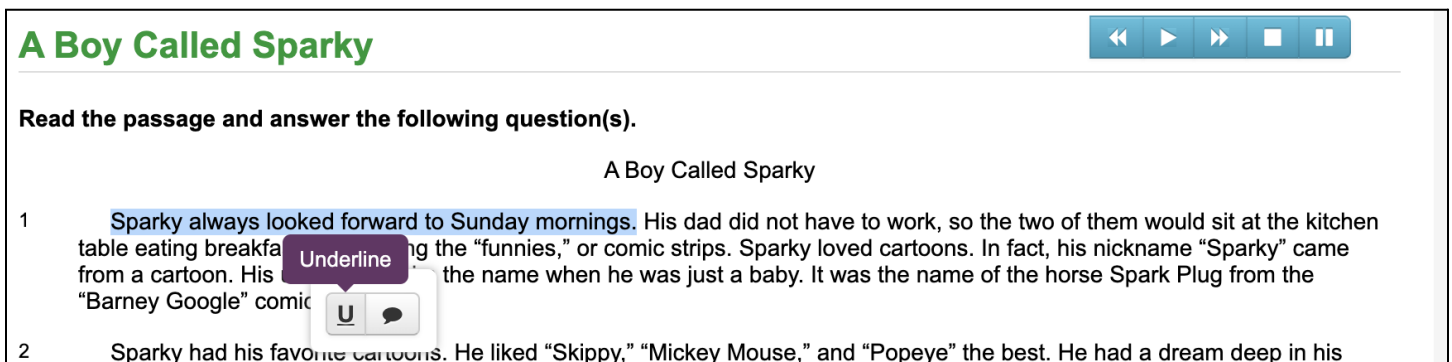 A Boy Called Sparky
Read the passage and answer the following question(s).
A Boy Called Sparky
1 Sparky always looked forward to Sunday mornings. His dad did not have to work, so the two of them would sit at the kitchen
table eating the “funnies,” or comic strips. Sparky loved cartoons. In fact, his nickname “Sparky” came
Underline
from a cartoon. His the name when he was just a baby. It was the name of the horse Spark Plug from the
“Barney Google”
U
2 Sparky had his favorite cartoons. He liked “Skippy,” “Mickey Mouse,” and “Popeye” the best. He had a dream deep in his